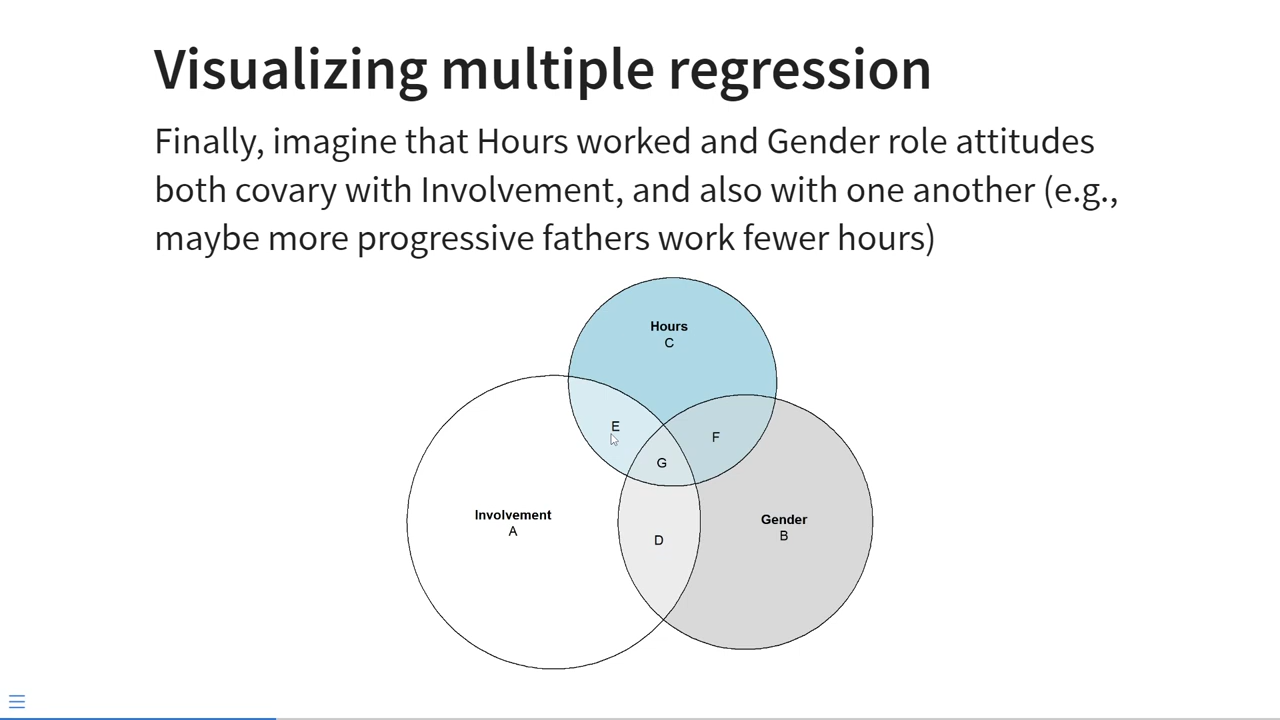 Visualizing multiple regression
Finally, imagine that Hours worked and Gender role attitudes
both covary with Involvement, and also with one another (e.g.,
maybe more progressive fathers work fewer hours)
Hours
C
E
F
G
Involvement
A
Gender
B
D